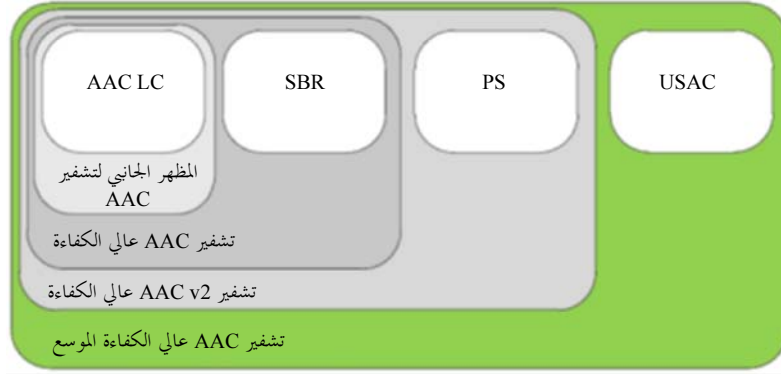 AAC LC
SBR
PS
USAC
المظهر الجانبي لتشفير
AAC
تشفير AAC عالي الكفاءة
تشفير AAC v2 عالي الكفاءة
تشفير AAC عالي الكفاءة الموسع